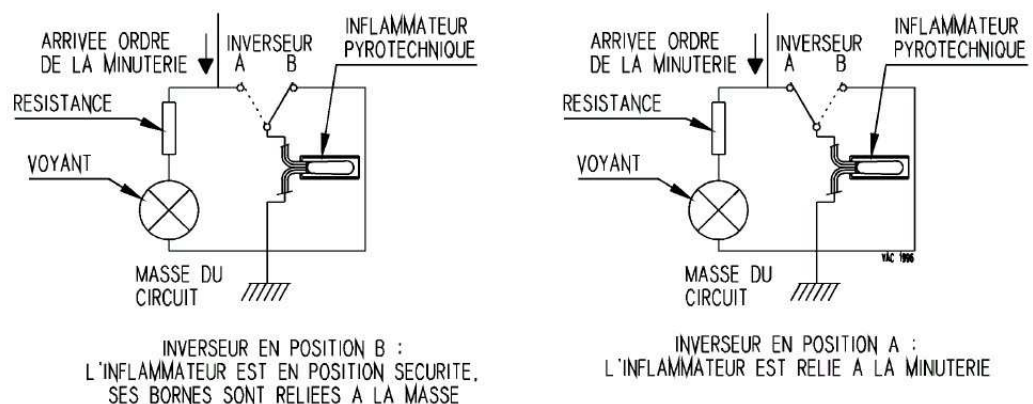 ARRIVEE ORDRE
DE LA MINUTERIE
INVERSEUR
A B
INFLAMMATEUR
PYROTECHNIQUE
RESISTANCE
VOYANT
MASSE DU
CIRCUIT
INVERSEUR EN POSITION B :
L'INFLAMMATEUR EST EN POSITION SECURITE,
SES BORNES SONT RELIEES A LA MASSE
ARRIVEE ORDRE
DE LA MINUTERIE
INVERSEUR
A B
INFLAMMATEUR
PYROTECHNIQUE
RESISTANCE
VOYANT
VAC 1996
MASSE DU
CIRCUIT
INVERSEUR EN POSITION A :
L'INFLAMMATEUR EST RELIE A LA MINUTERIE